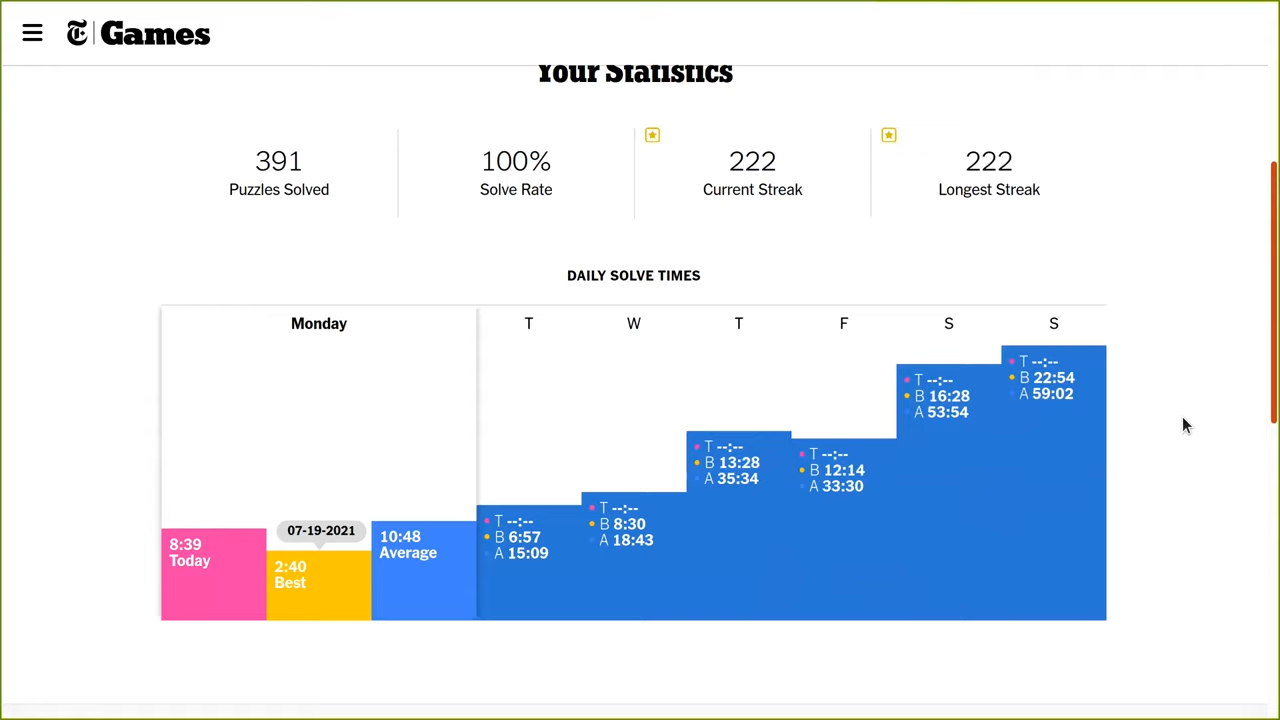 T Games
Your Statistics
391
Puzzles Solved
100%
Solve Rate
222
Current Streak
222
Longest Streak
DAILY SOLVE TIMES
Monday
T
W
T
F
S
S
8:39
Today
07-19-2021
2:40
Best
10:48
Average
T --:--
B 6:57
A 15:09
T --:--
B 8:30
A 18:43
T --:--
B 13:28
A 35:34
T --:--
B 12:14
A 33:30
T --:--
B 16:28
A 53:54
T --:--
B 22:54
A 59:02